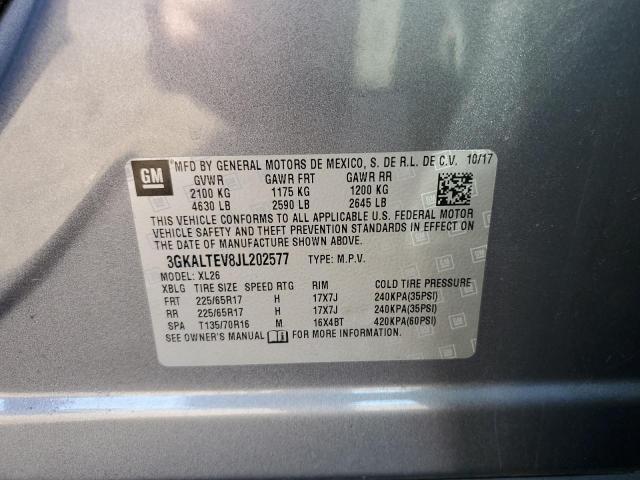 GM
MFD BY GENERAL MOTORS DE MEXICO, S. DE R.L. DE C.V. 10/17
GVWR GAWR FRT GAWR RR
2100 KG 1175 KG 1200 KG
4630 LB 2590 LB 2645 LB
THIS VEHICLE CONFORMS TO ALL APPLICABLE U.S. FEDERAL MOTOR
VEHICLE SAFETY AND THEFT PREVENTION STANDARDS IN EFFECT ON
THE DATE OF MANUFACTURE SHOWN ABOVE.
3GKALTEV8JL202577 TYPE: M.P.V.
MODEL: XL26
XBLG TIRE SIZE SPEED RTG RIM COLD TIRE PRESSURE
FRT 225/65R17 H 17X7J 240KPA(35PSI)
RR 225/65R17 H 17X7J 240KPA(35PSI)
SPA T135/70R16 M 16X4BT 420KPA(60PSI)
SEE OWNER'S MANUAL FOR MORE INFORMATION.